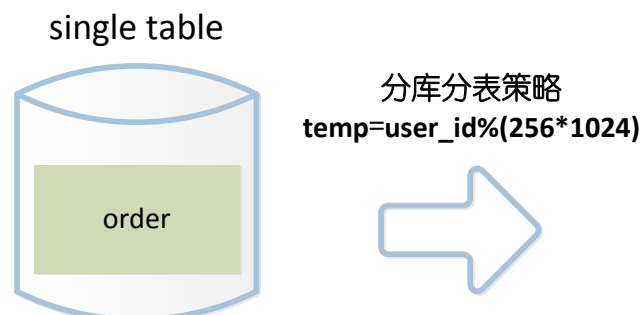 single table
分库分表策略
temp=user_id%(256*1024)
order